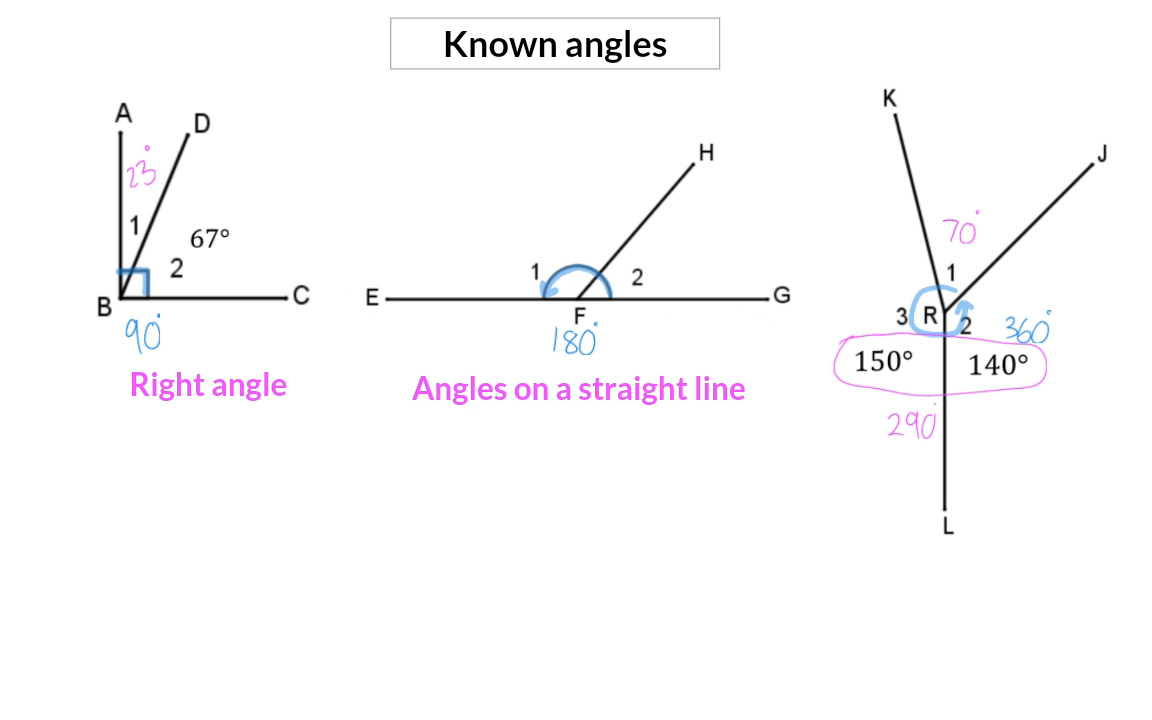 Known angles
A
D
23°
1
67°
2
B
C
90°
Right angle
H
1
2
E
F
G
180°
Angles on a straight line
K
J
70°
1
3
R
2
360°
150°
140°
290°
L